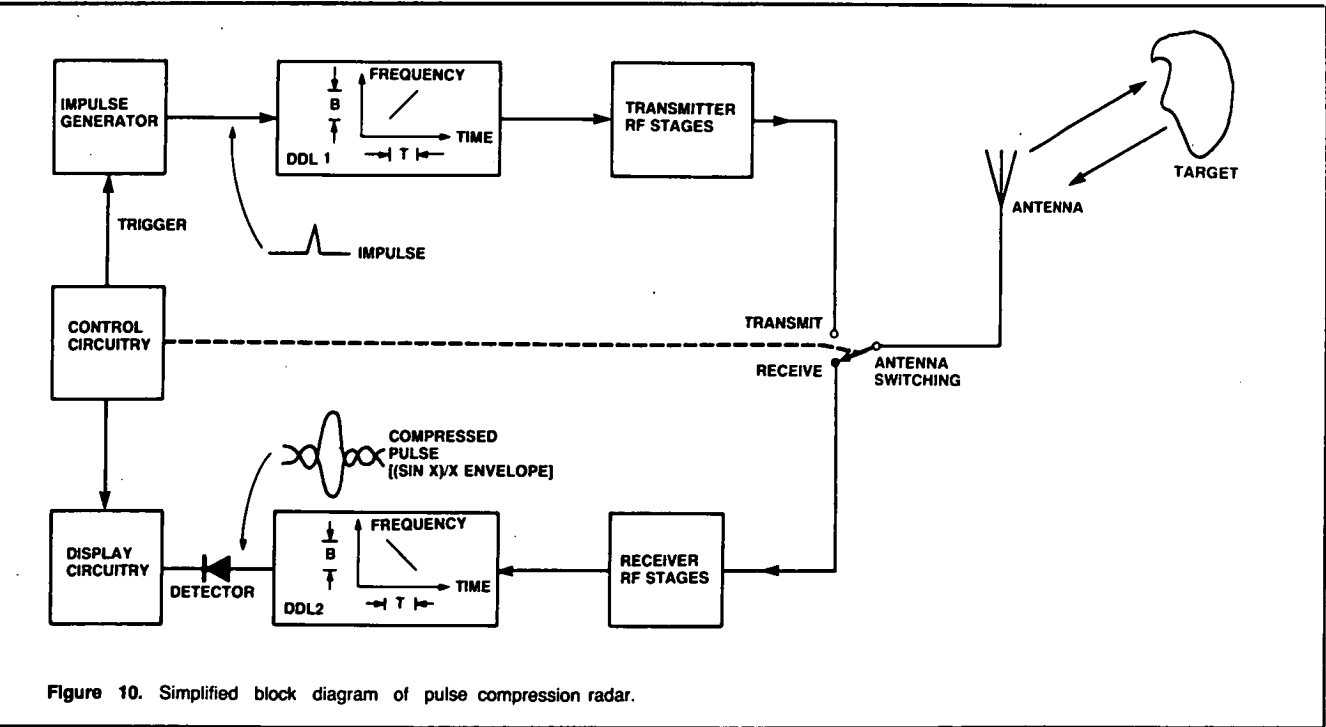 IMPULSE
GENERATOR
FREQUENCY
B
TIME
T
DDL 1
TRANSMITTER
RF STAGES
TARGET
ANTENNA
TRIGGER
IMPULSE
CONTROL
CIRCUITRY
TRANSMIT
RECEIVE
ANTENNA
SWITCHING
COMPRESSED
PULSE
[(SIN X)/X ENVELOPE]
DISPLAY
CIRCUITRY
DETECTOR
FREQUENCY
B
TIME
T
DDL2
RECEIVER
RF STAGES
Figure 10. Simplified block diagram of pulse compression radar.